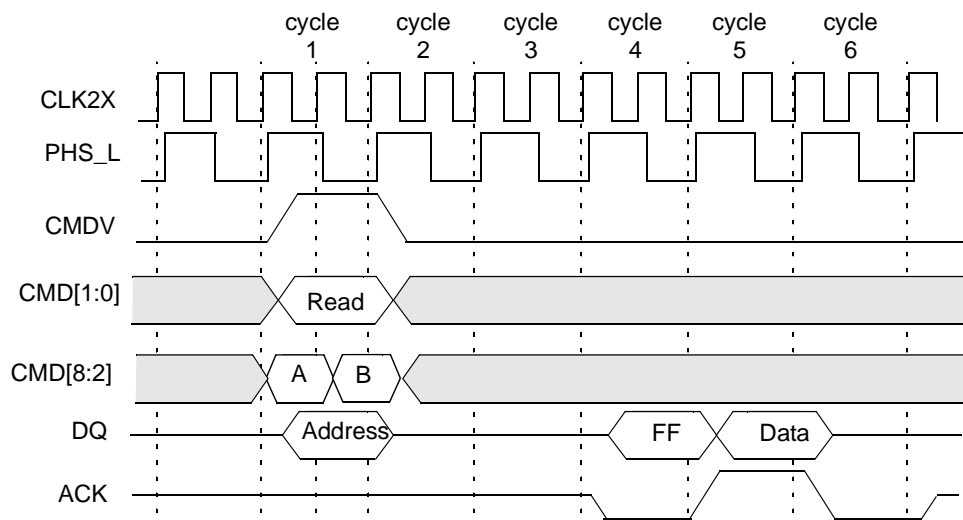 cycle cycle cycle cycle cycle cycle
1 2 3 4 5 6
CLK2X
PHS_L
CMDV
CMD[1:0] Read
CMD[8:2] A B
DQ Address FF Data
ACK